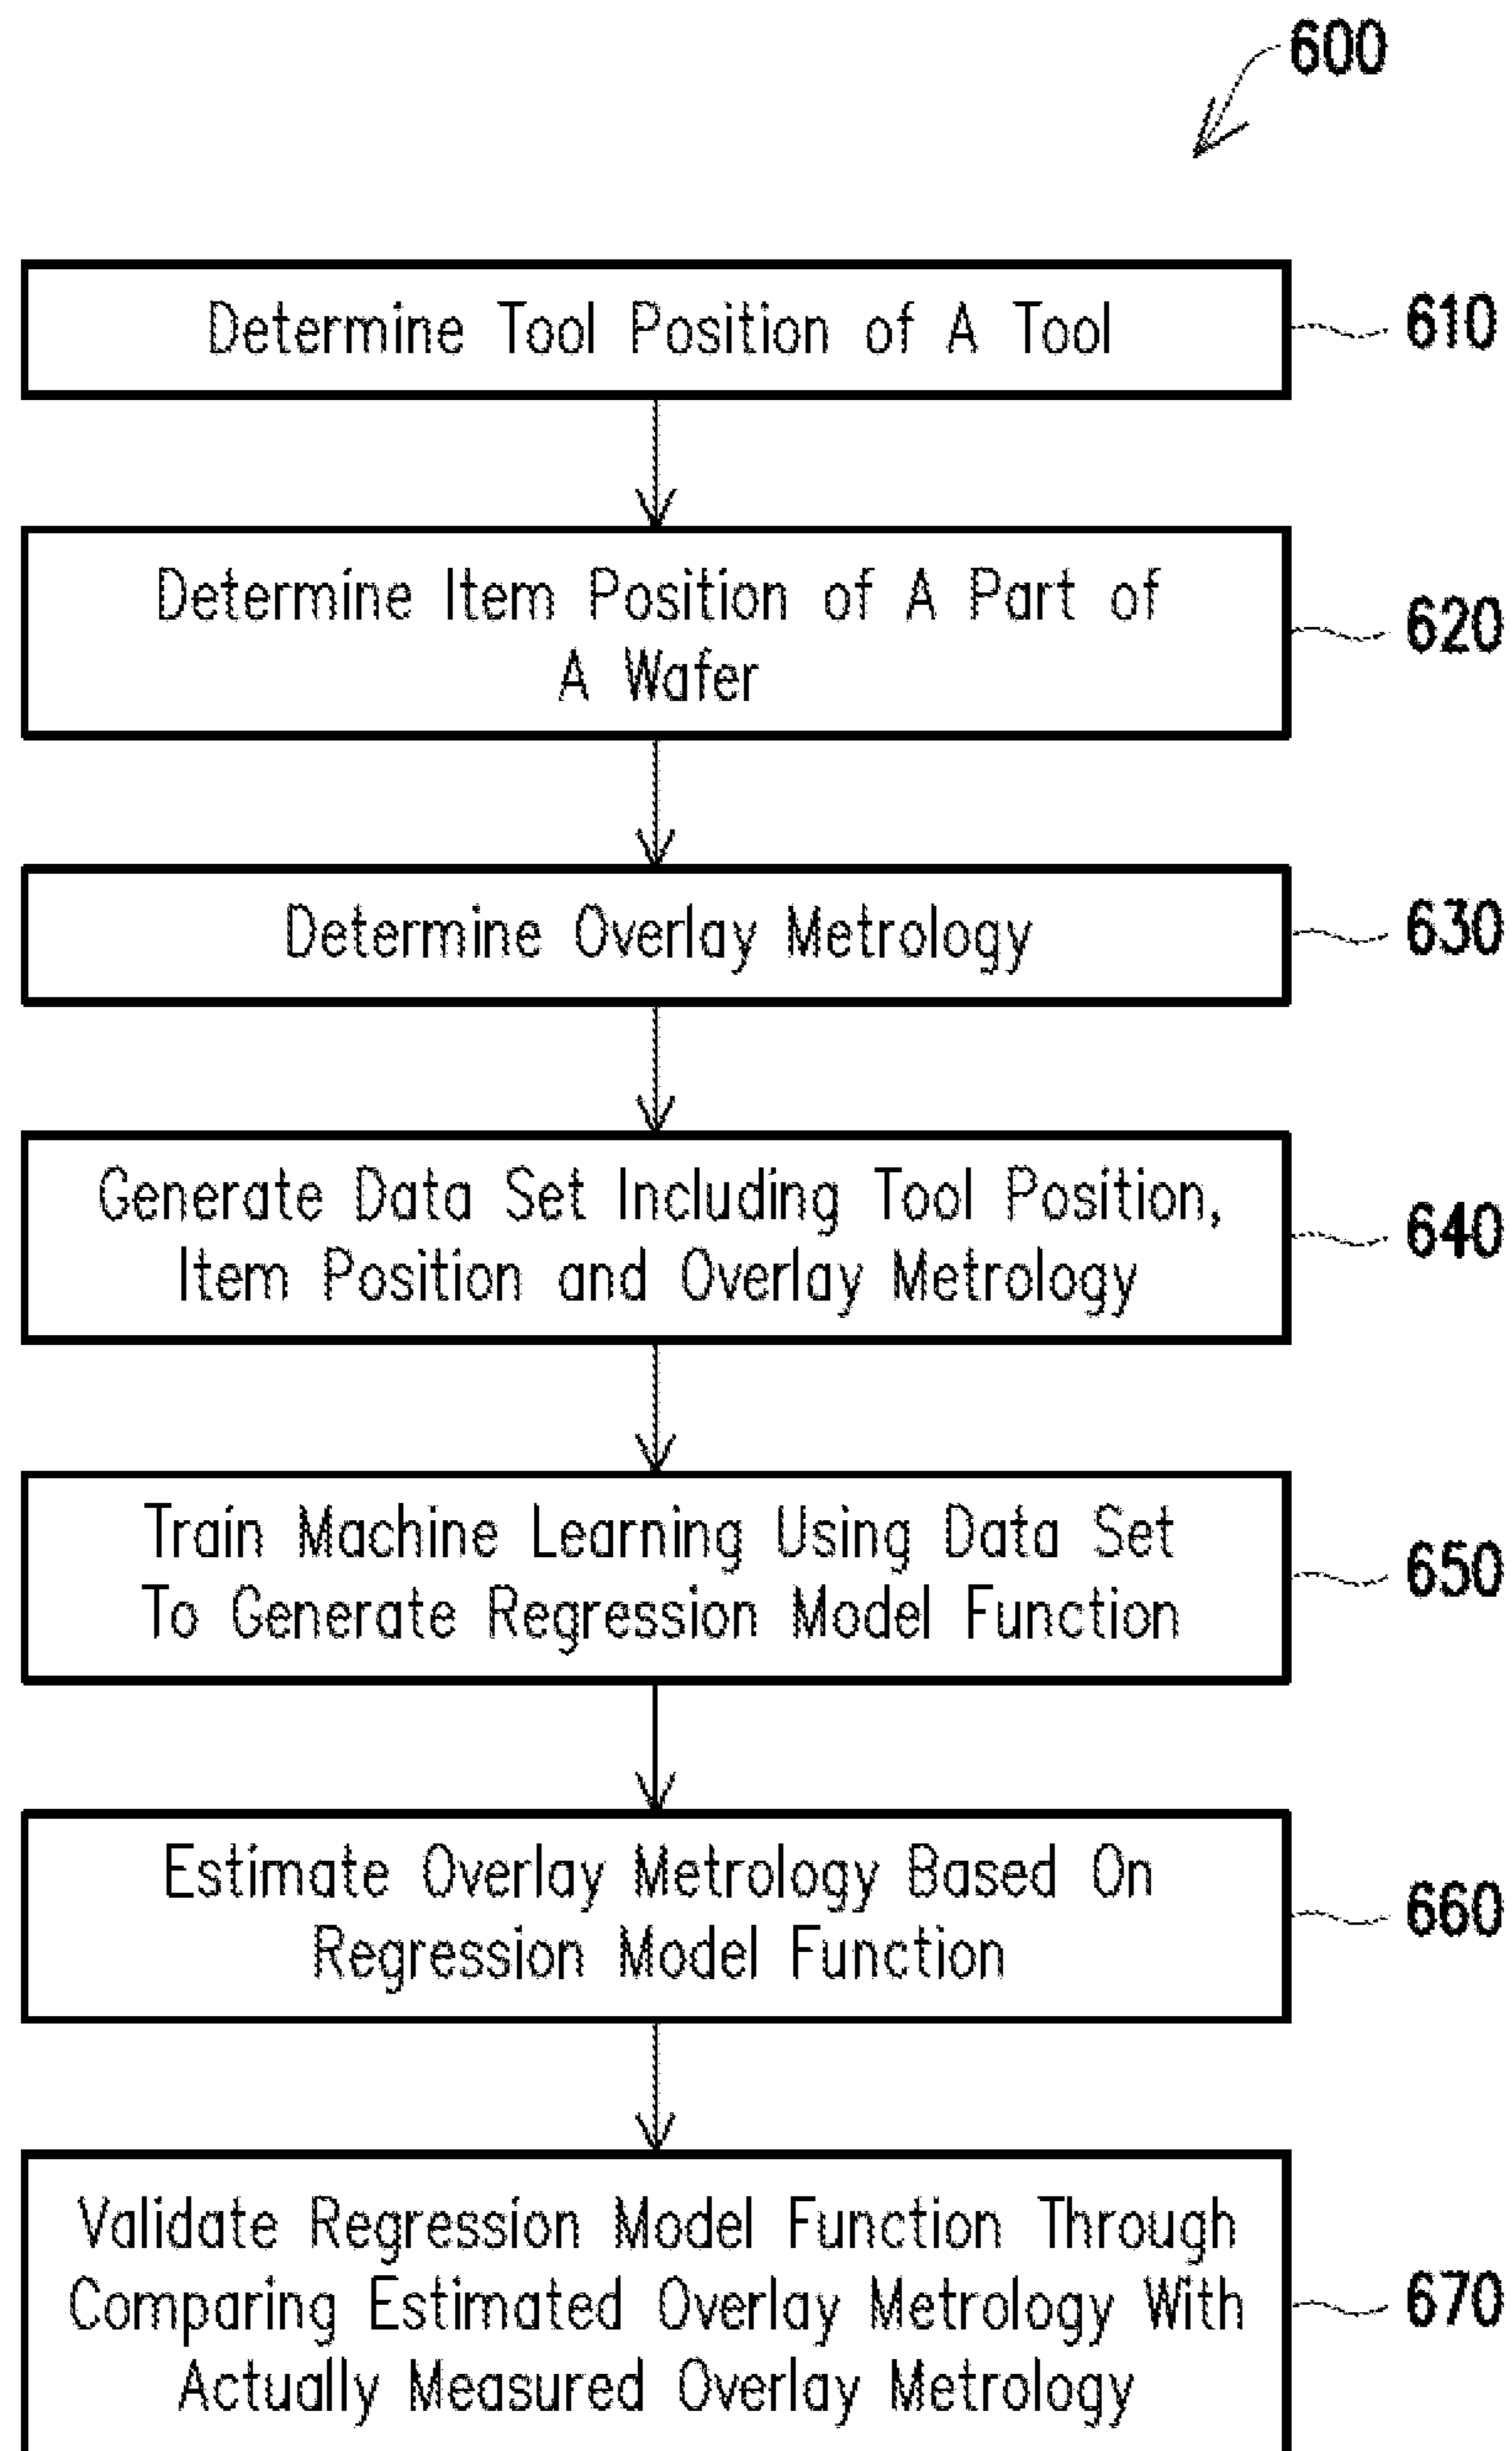 600
Determine Tool Position of A Tool
610
Determine Item Position of A Part of
A Wafer
620
Determine Overlay Metrology
630
Generate Data Set Including Tool Position,
Item Position and Overlay Metrology
640
Train Machine Learning Using Data Set
To Generate Regression Model Function
650
Estimate Overlay Metrology Based On
Regression Model Function
660
Validate Regression Model Function Through
Comparing Estimated Overlay Metrology With
Actually Measured Overlay Metrology
670